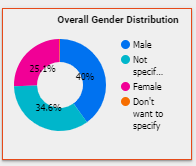 Overall Gender Distribution
Male
Not
specif...
Female
Don't
want to
specify
40%
34.6%
25.1%